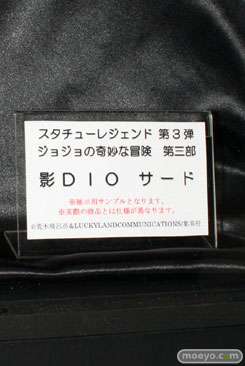 スタチューレジェンド 第3弾
ジョジョの奇妙な冒険 第三部
影DIO サード
※展示用サンプルとなります。
※実際の商品とは仕様が異なります。
©荒木飛呂彦&LUCKYLANDCOMMUNICATIONS/集英社
www.moeyo.com